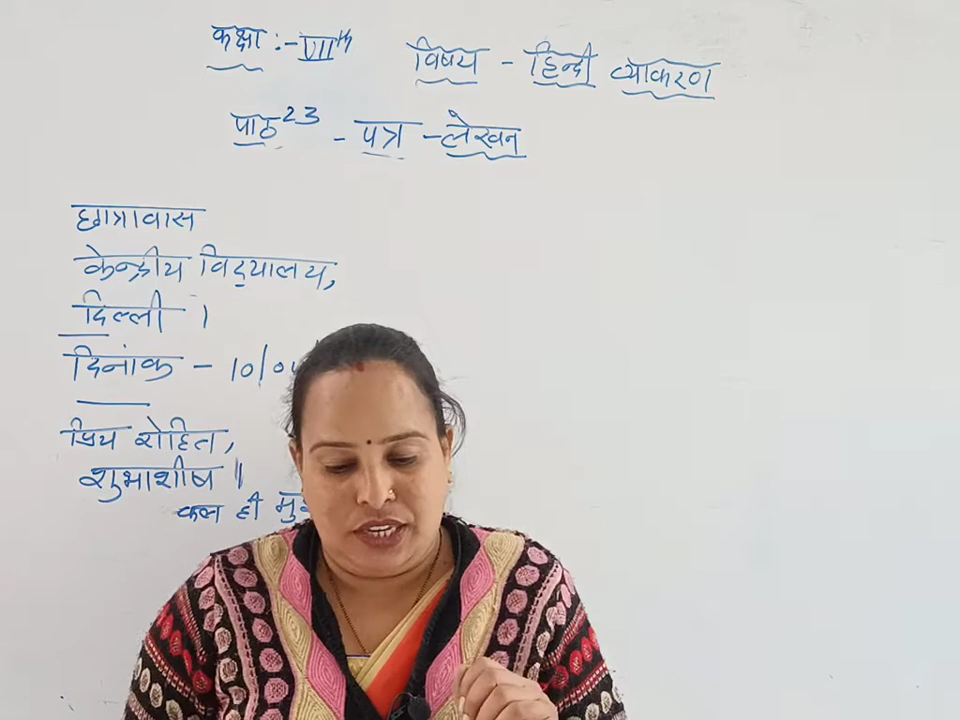 कक्षा :- VIIth
विषय - हिन्दी व्याकरण
पाठ 23 - पत्र - लेखन
छात्रावास
केन्द्रीय विद्यालय,
दिल्ली ।
दिनांक - 10/0
प्रिय रोहित,
शुभाशीष ॥
कल ही